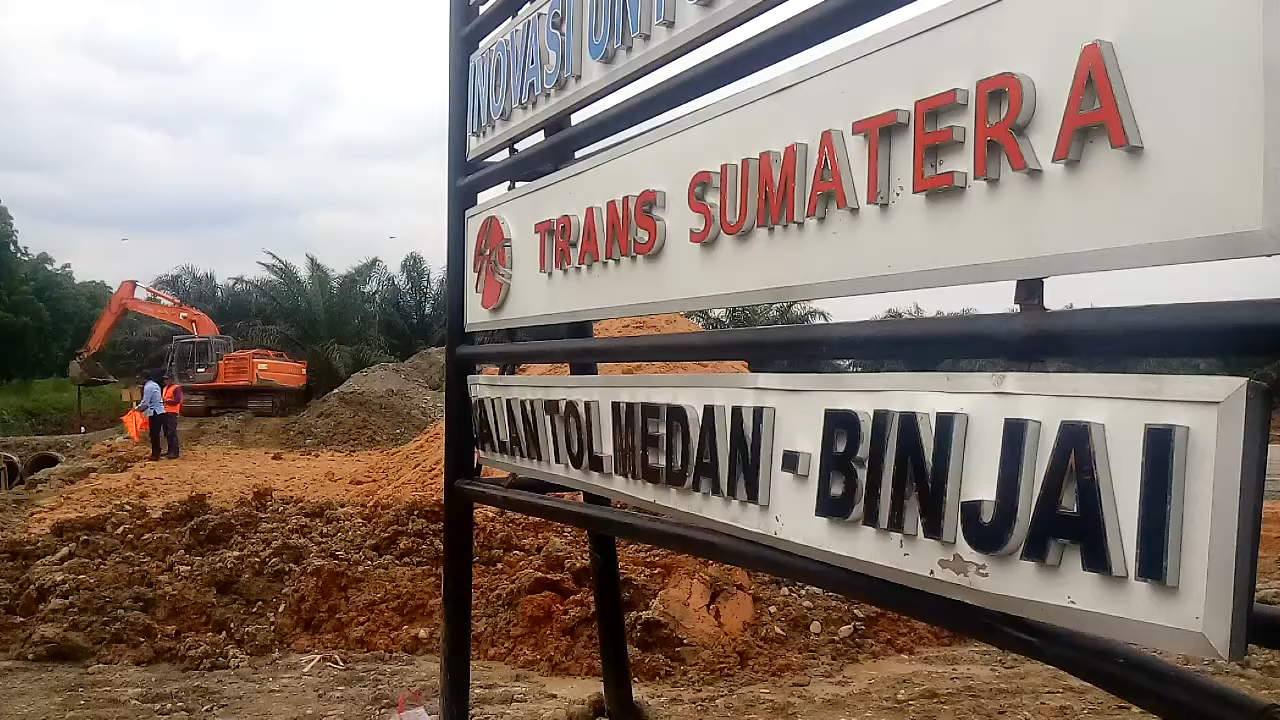 INOVASI
TRANS SUMATERA
JALAN TOL MEDAN - BINJAI